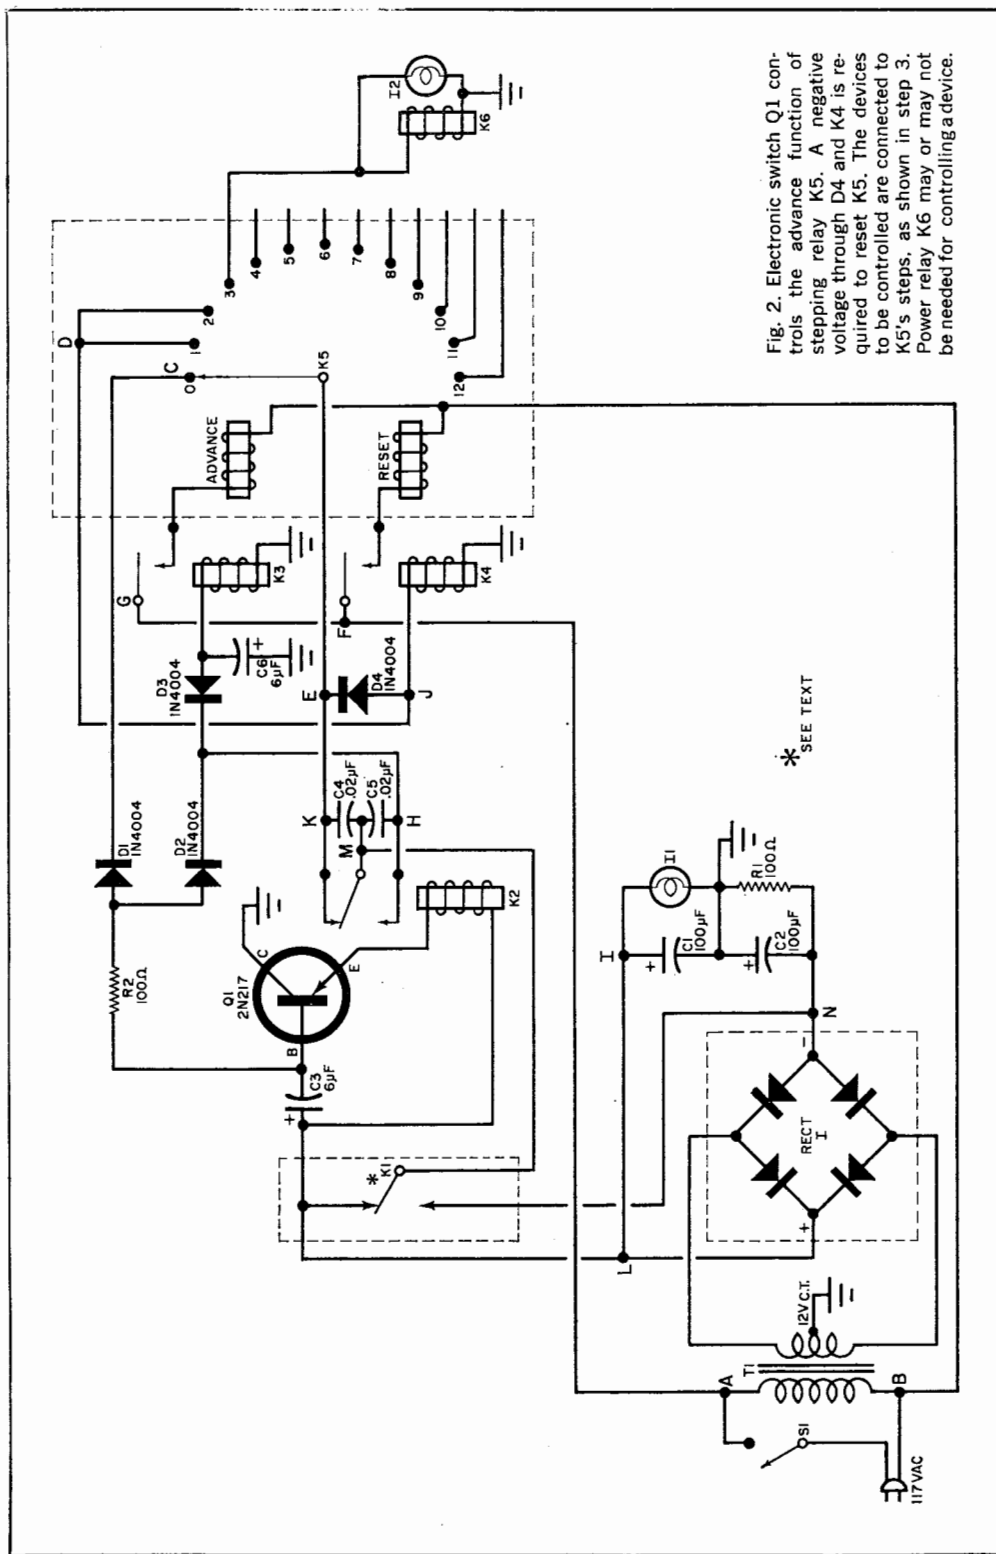 I2
K6
D
C
0
1
2
3
4
5
6
7
8
9
10
11
12
K5
ADVANCE
RESET
G
K3
F
K4
D3
1N4004
C6
6µF
+
E
D4
1N4004
J
D1
1N4004
D2
1N4004
K
C4
.02µF
M
C5
.02µF
H
R2
100Ω
Q1
2N217
C
B
E
K2
C3
6µF
+
*
K1
*
SEE TEXT
I
I1
+
C1
100µF
+
C2
100µF
R1
100Ω
N
L
RECT
I
+
-
A
T1
12V C.T.
B
S1
117VAC
Fig. 2. Electronic switch Q1 con-
trols the advance function of
stepping relay K5. A negative
voltage through D4 and K4 is re-
quired to reset K5. The devices
to be controlled are connected to
K5's steps, as shown in step 3.
Power relay K6 may or may not
be needed for controlling a device.